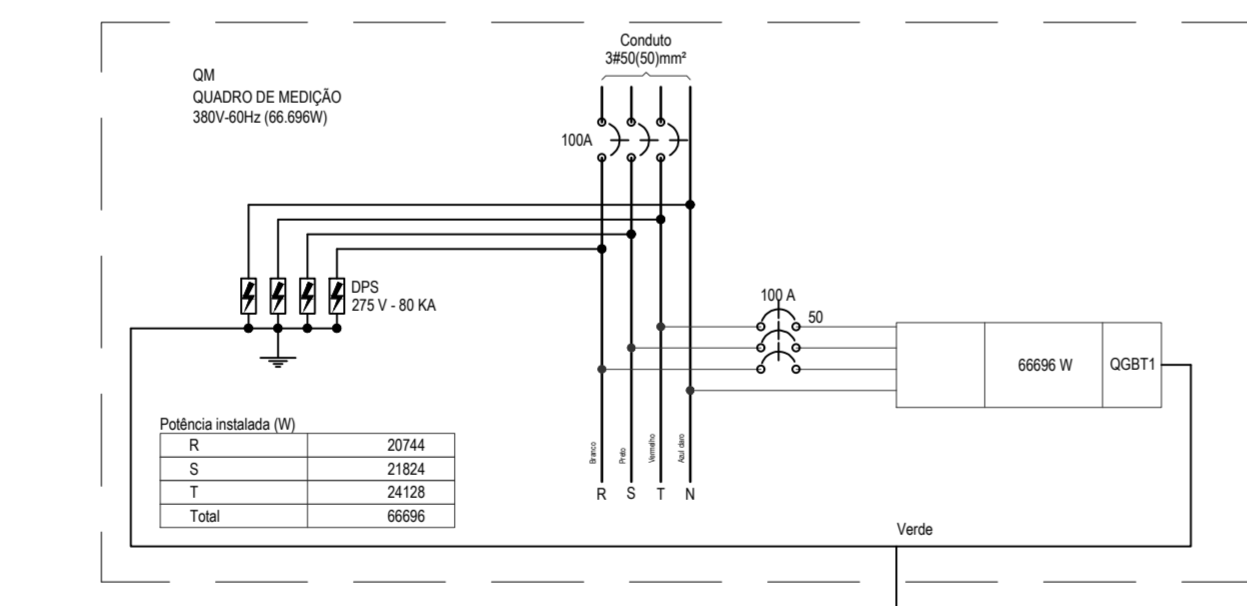 Conduto
3#50(50)mm²
QM
QUADRO DE MEDIÇÃO
380V-60Hz (66.696W)
100A
DPS
275 V - 80 KA
100 A
50
66696 W
QGBT1
Potência instalada (W)
R 20744
S 21824
T 24128
Total 66696
Branco
Preto
Vermelho
Azul claro
R S T N
Verde